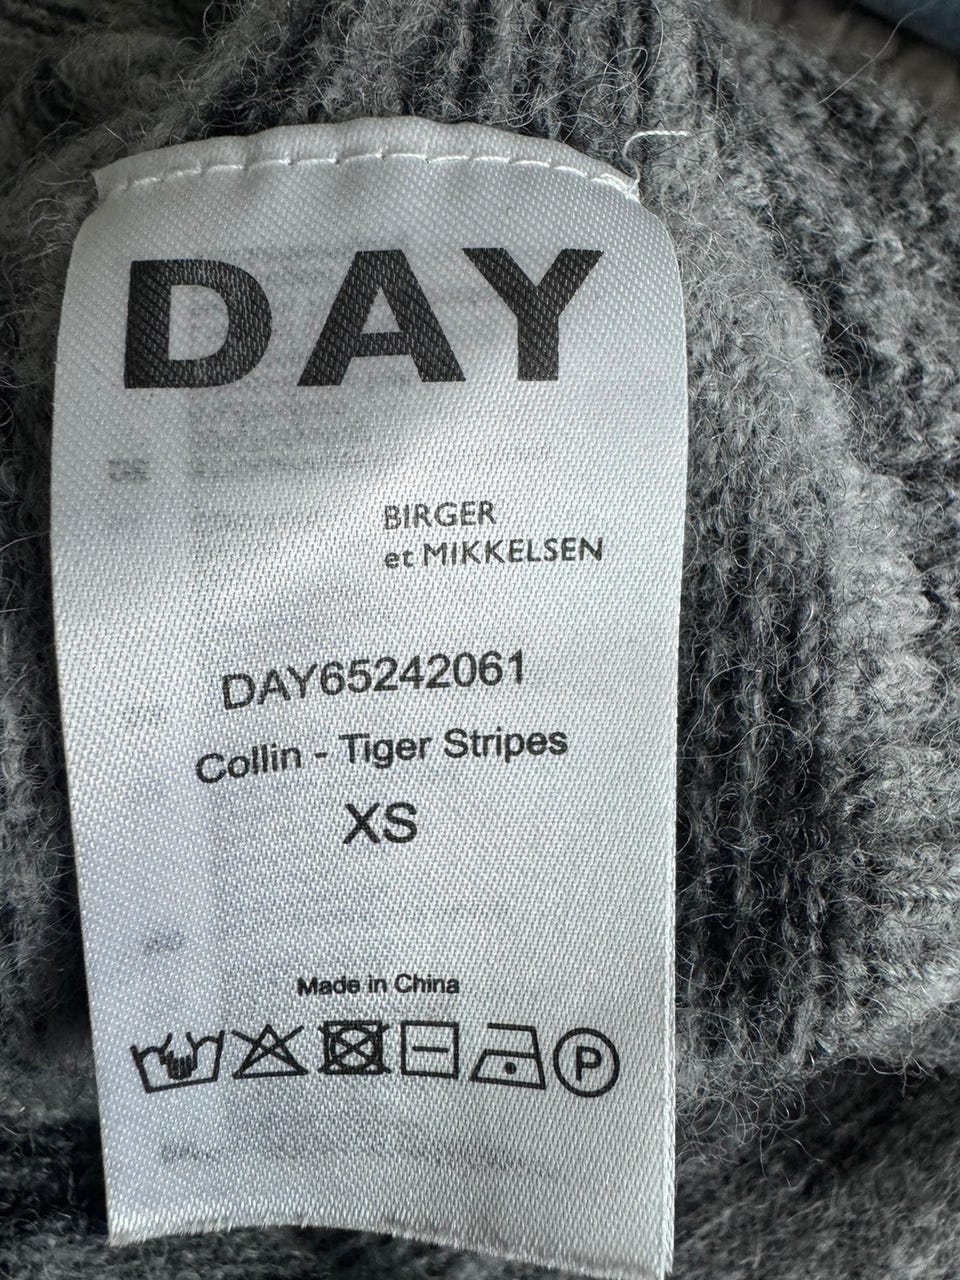 DAY
BIRGER
et MIKKELSEN
DAY65242061
Collin - Tiger Stripes
XS
Made in China
P